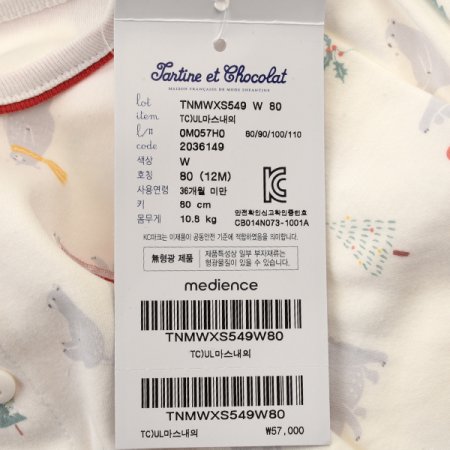 Tartine et Chocolat
MAISON FRANÇAISE DE MODE ENFANTINE
lot TNMWXS549 W 80
item TC)UL마스내의
l/# 0M057H0 80/90/100/110
code 2036149
색상 W
호칭 80 (12M)
사용연령 36개월 미만
키 80 cm
몸무게 10.8 kg
안전확인신고확인증번호
CB014N073-1001A
KC마크는 이제품이 공통안전 기준에 적합하였음을 의미합니다.
無형광 제품 제품특성상 일부 부자재류는
형광물질이 있을 수 있습니다.
medience
TNMWXS549W80
TC)UL마스내의
TNMWXS549W80
TC)UL마스내의 ₩57,000